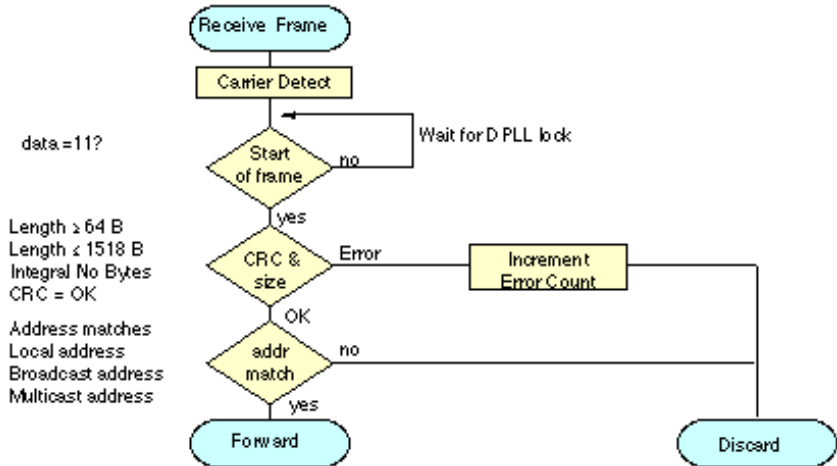 Receive Frame
Carrier Detect
data =11?
Wait for DPLL lock
Start
of frame
no
yes
Length ≥ 64 B
Length ≤ 1518 B
Integral No Bytes
CRC = OK
CRC &
size
Error
Increment
Error Count
OK
Address matches
Local address
Broadcast address
Multicast address
addr
match
no
yes
Forward
Discard